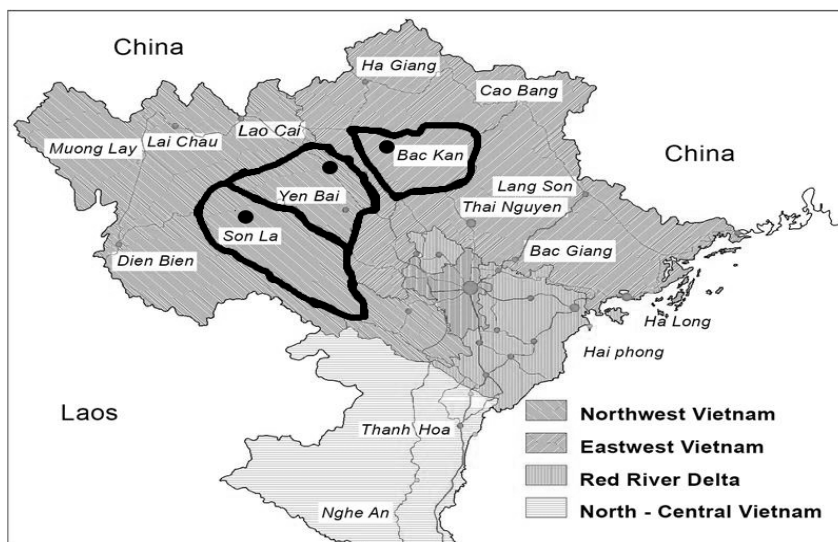 China
Ha Giang
Cao Bang
Lao Cai
Lai Chau
Muong Lay
Bac Kan
China
Lang Son
Yen Bai
Thai Nguyen
Son La
Bac Giang
Dien Bien
Ha Long
Hai phong
Laos
Northwest Vietnam
Thanh Hoa
Eastwest Vietnam
Red River Delta
Nghe An
North - Central Vietnam